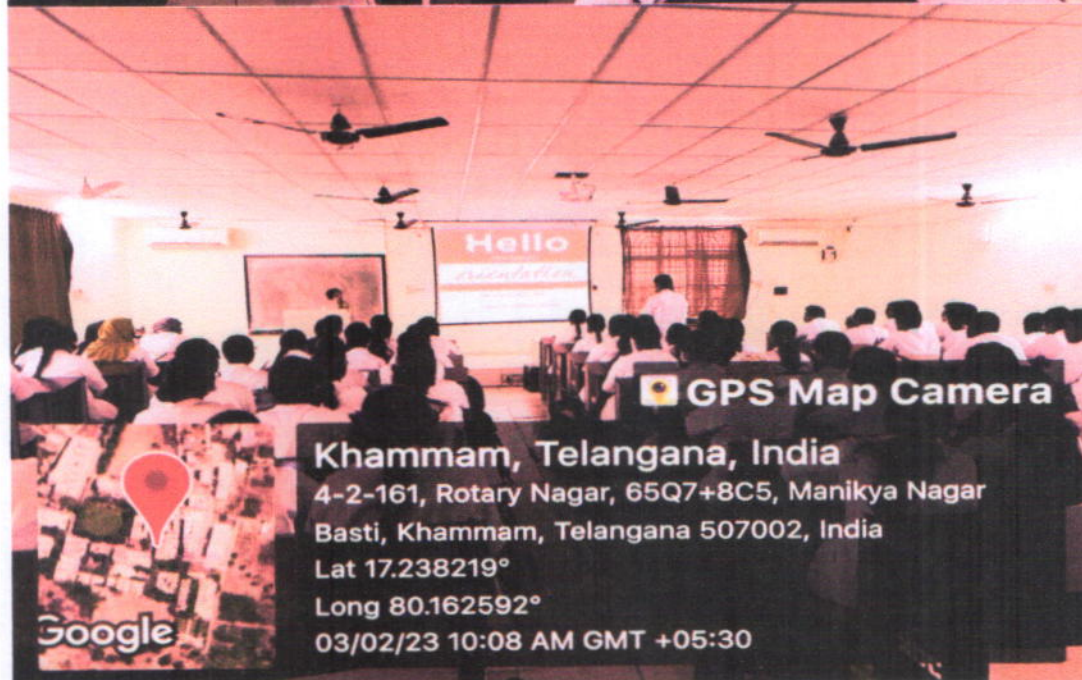 Hello
orientation
GPS Map Camera
Khammam, Telangana, India
4-2-161, Rotary Nagar, 65Q7+8C5, Manikya Nagar
Basti, Khammam, Telangana 507002, India
Lat 17.238219°
Long 80.162592°
03/02/23 10:08 AM GMT +05:30
Google